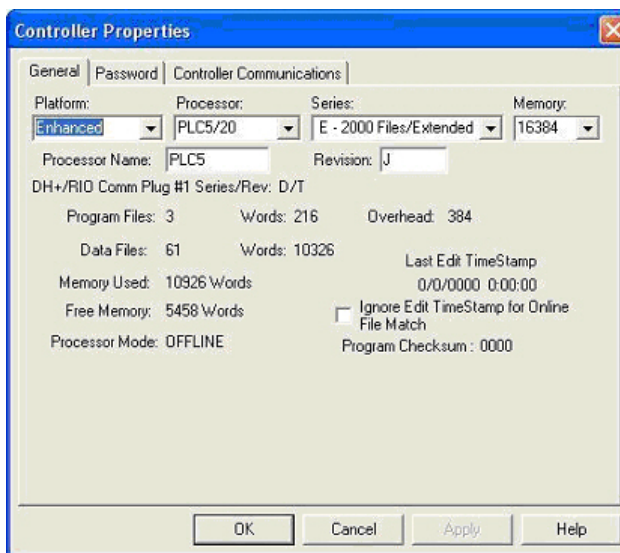 Controller Properties
General Password Controller Communications
Platform: Processor: Series: Memory:
Enhanced PLC5/20 E - 2000 Files/Extended 16384
Processor Name: PLC5 Revision: J
DH+/RIO Comm Plug #1 Series/Rev: D/T
Program Files: 3 Words: 216 Overhead: 384
Data Files: 61 Words: 10326
Last Edit TimeStamp
Memory Used: 10926 Words 0/0/0000 0:00:00
Free Memory: 5458 Words Ignore Edit TimeStamp for Online
File Match
Processor Mode: OFFLINE Program Checksum : 0000
OK Cancel Apply Help